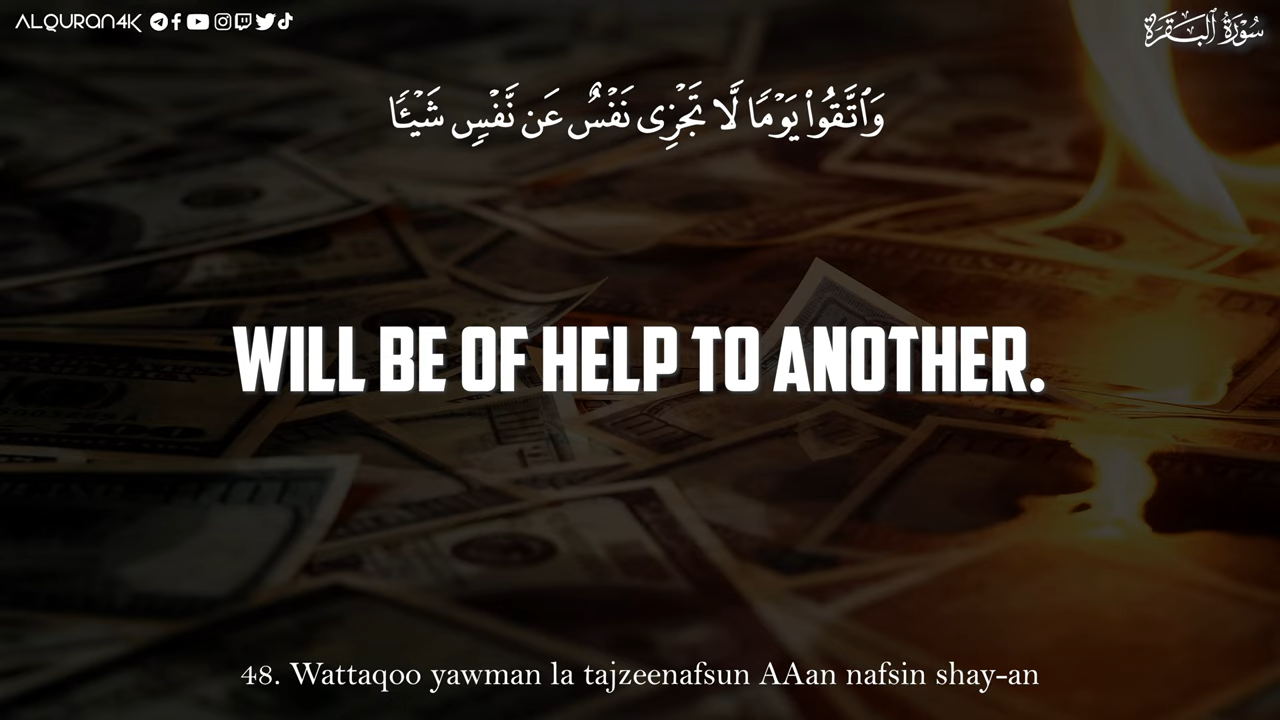 ALQURAN4K
سُورَةُ ٱلْبَقَرَةِ
وَٱتَّقُوا۟ يَوْمًا لَّا تَجْزِى نَفْسٌ عَن نَّفْسٍ شَيْـًٔا
WILL BE OF HELP TO ANOTHER.
48. Wattaqoo yawman la tajzeenafsun AAan nafsin shay-an